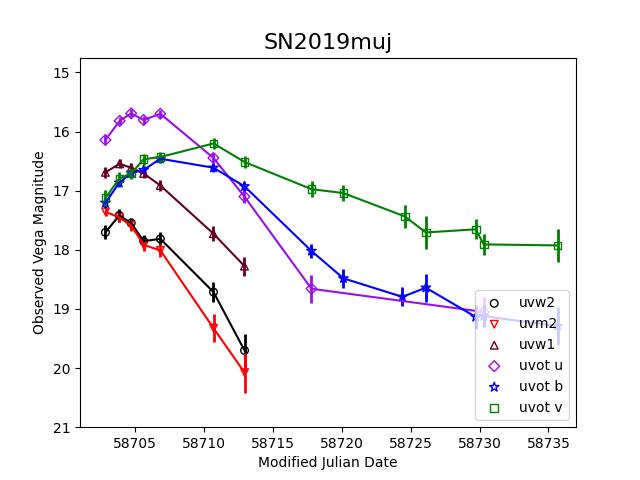 SN2019muj
15
16
17
18
19
20
21
Observed Vega Magnitude
58705
58710
58715
58720
58725
58730
58735
Modified Julian Date
uvw2
uvm2
uvw1
uvot u
uvot b
uvot v